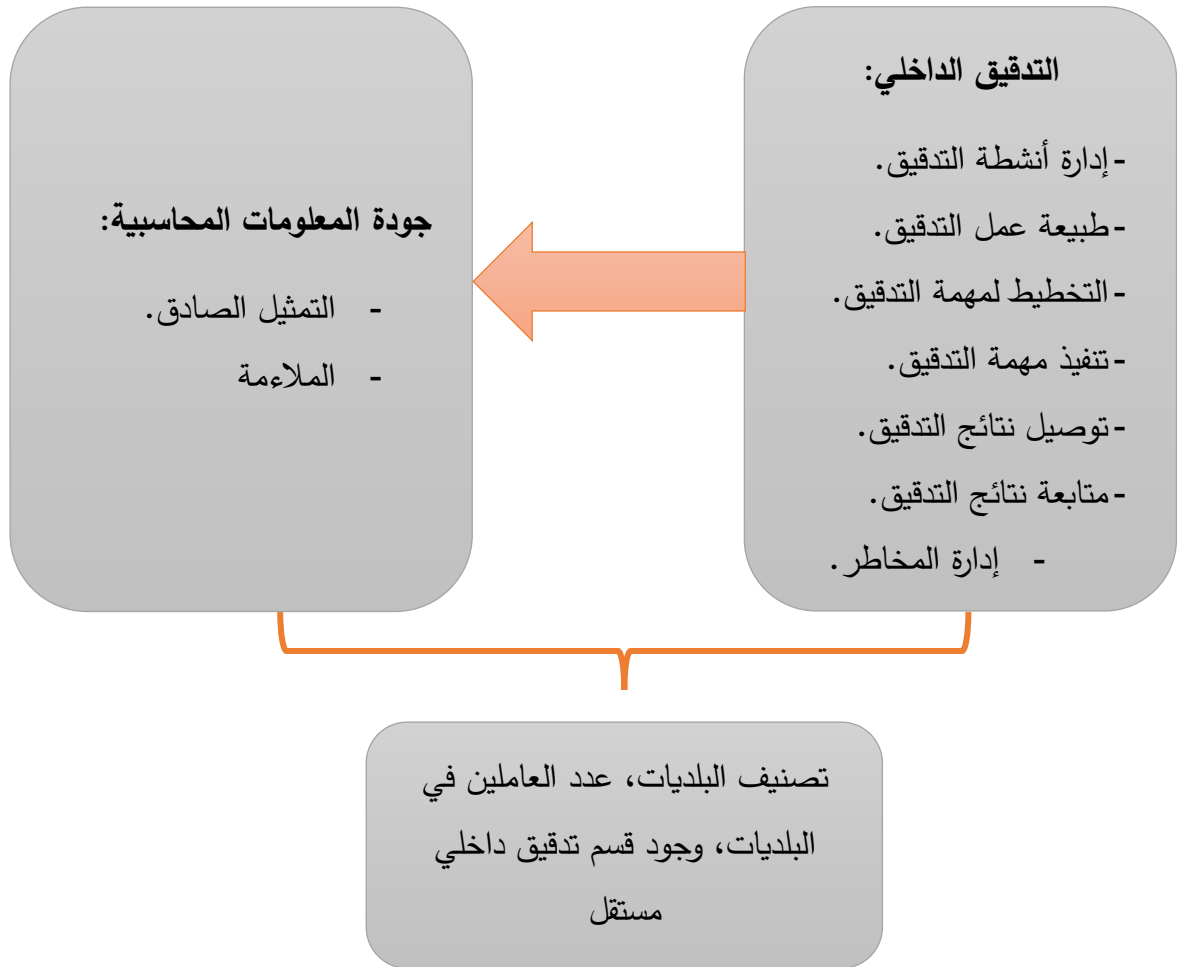 التدقيق الداخلي:
-إدارة أنشطة التدقيق.
-طبيعة عمل التدقيق.
-التخطيط لمهمة التدقيق.
-تنفيذ مهمة التدقيق.
-توصيل نتائج التدقيق.
-متابعة نتائج التدقيق.
- إدارة المخاطر.
جودة المعلومات المحاسبية:
- التمثيل الصادق.
- الملاءمة
تصنيف البلديات، عدد العاملين في
البلديات، وجود قسم تدقيق داخلي
مستقل